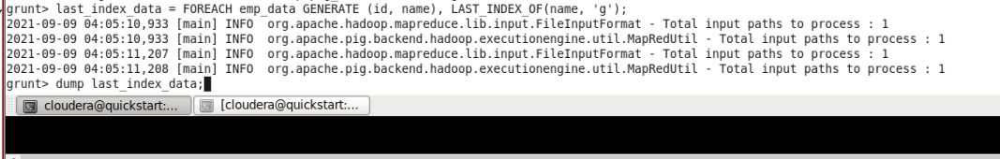 grunt> last_index_data = FOREACH emp_data GENERATE (id, name), LAST_INDEX_OF(name, 'g');
2021-09-09 04:05:10,933 [main] INFO  org.apache.hadoop.mapreduce.lib.input.FileInputFormat - Total input paths to process : 1
2021-09-09 04:05:10,933 [main] INFO  org.apache.pig.backend.hadoop.executionengine.util.MapRedUtil - Total input paths to process : 1
2021-09-09 04:05:11,207 [main] INFO  org.apache.hadoop.mapreduce.lib.input.FileInputFormat - Total input paths to process : 1
2021-09-09 04:05:11,208 [main] INFO  org.apache.pig.backend.hadoop.executionengine.util.MapRedUtil - Total input paths to process : 1
grunt> dump last_index_data;
cloudera@quickstart:... [cloudera@quickstart:...